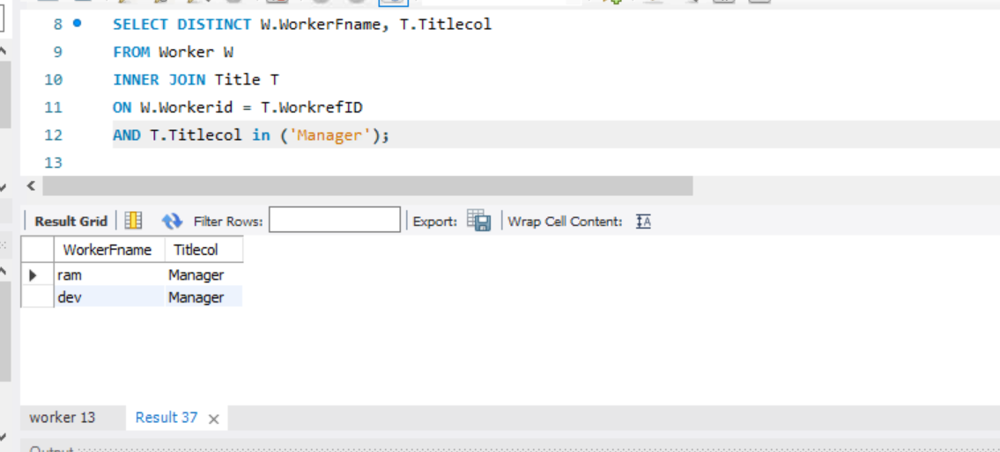 8 SELECT DISTINCT W.WorkerFname, T.Titlecol
9 FROM Worker W
10 INNER JOIN Title T
11 ON W.Workerid = T.WorkrefID
12 AND T.Titlecol in ('Manager');
13
Result Grid Filter Rows: Export: Wrap Cell Content:
WorkerFname Titlecol
ram Manager
dev Manager
worker 13 Result 37
Output